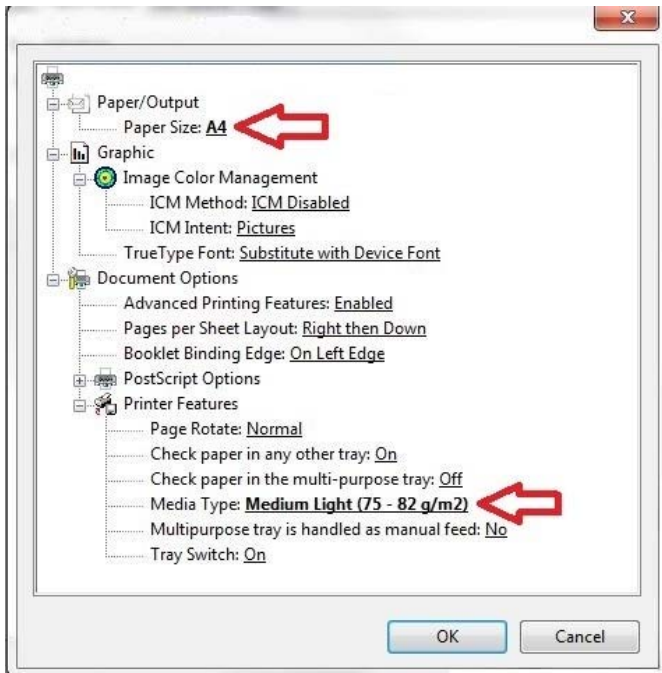 Paper/Output
Paper Size: A4
Graphic
Image Color Management
ICM Method: ICM Disabled
ICM Intent: Pictures
TrueType Font: Substitute with Device Font
Document Options
Advanced Printing Features: Enabled
Pages per Sheet Layout: Right then Down
Booklet Binding Edge: On Left Edge
PostScript Options
Printer Features
Page Rotate: Normal
Check paper in any other tray: On
Check paper in the multi-purpose tray: Off
Media Type: Medium Light (75 - 82 g/m2)
Multipurpose tray is handled as manual feed: No
Tray Switch: On
OK Cancel